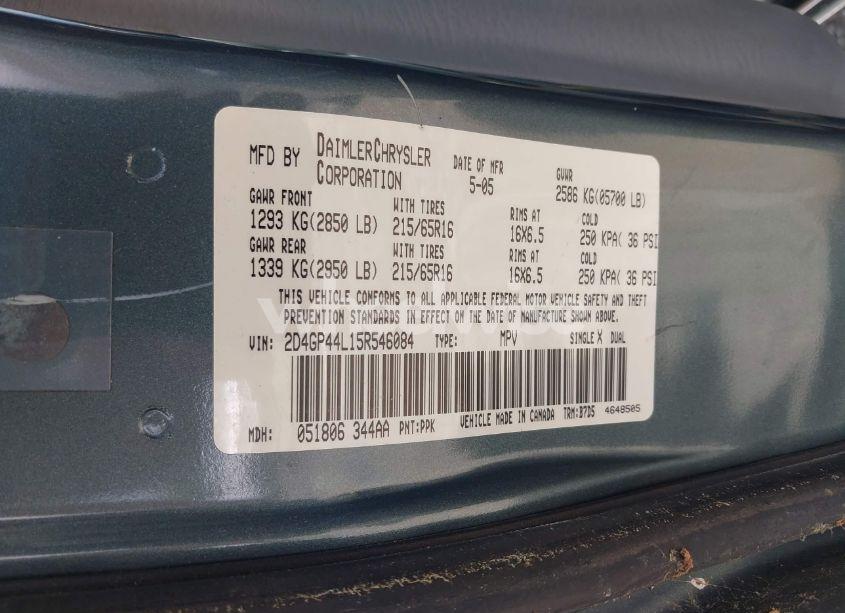 MFD BY DAIMLERCHRYSLER CORPORATION DATE OF MFR 5-05 GVWR 2586 KG(05700 LB)
GAWR FRONT WITH TIRES RIMS AT COLD
1293 KG(2850 LB) 215/65R16 16X6.5 250 KPA( 36 PSI
GAWR REAR WITH TIRES RIMS AT COLD
1339 KG(2950 LB) 215/65R16 16X6.5 250 KPA( 36 PSI
THIS VEHICLE CONFORMS TO ALL APPLICABLE FEDERAL MOTOR VEHICLE SAFETY AND THEFT
PREVENTION STANDARDS IN EFFECT ON THE DATE OF MANUFACTURE SHOWN ABOVE.
VIN: 2D4GP44L15R546084 TYPE: MPV SINGLE X DUAL
MDH: 051806 344AA PNT:PPK VEHICLE MADE IN CANADA TRM:B7D5 4648505